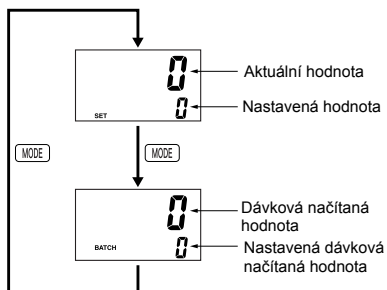 0
Aktuální hodnota
SET
0
Nastavená hodnota
MODE
MODE
0
Dávková načítaná
hodnota
BATCH
0
Nastavená dávková
načítaná hodnota